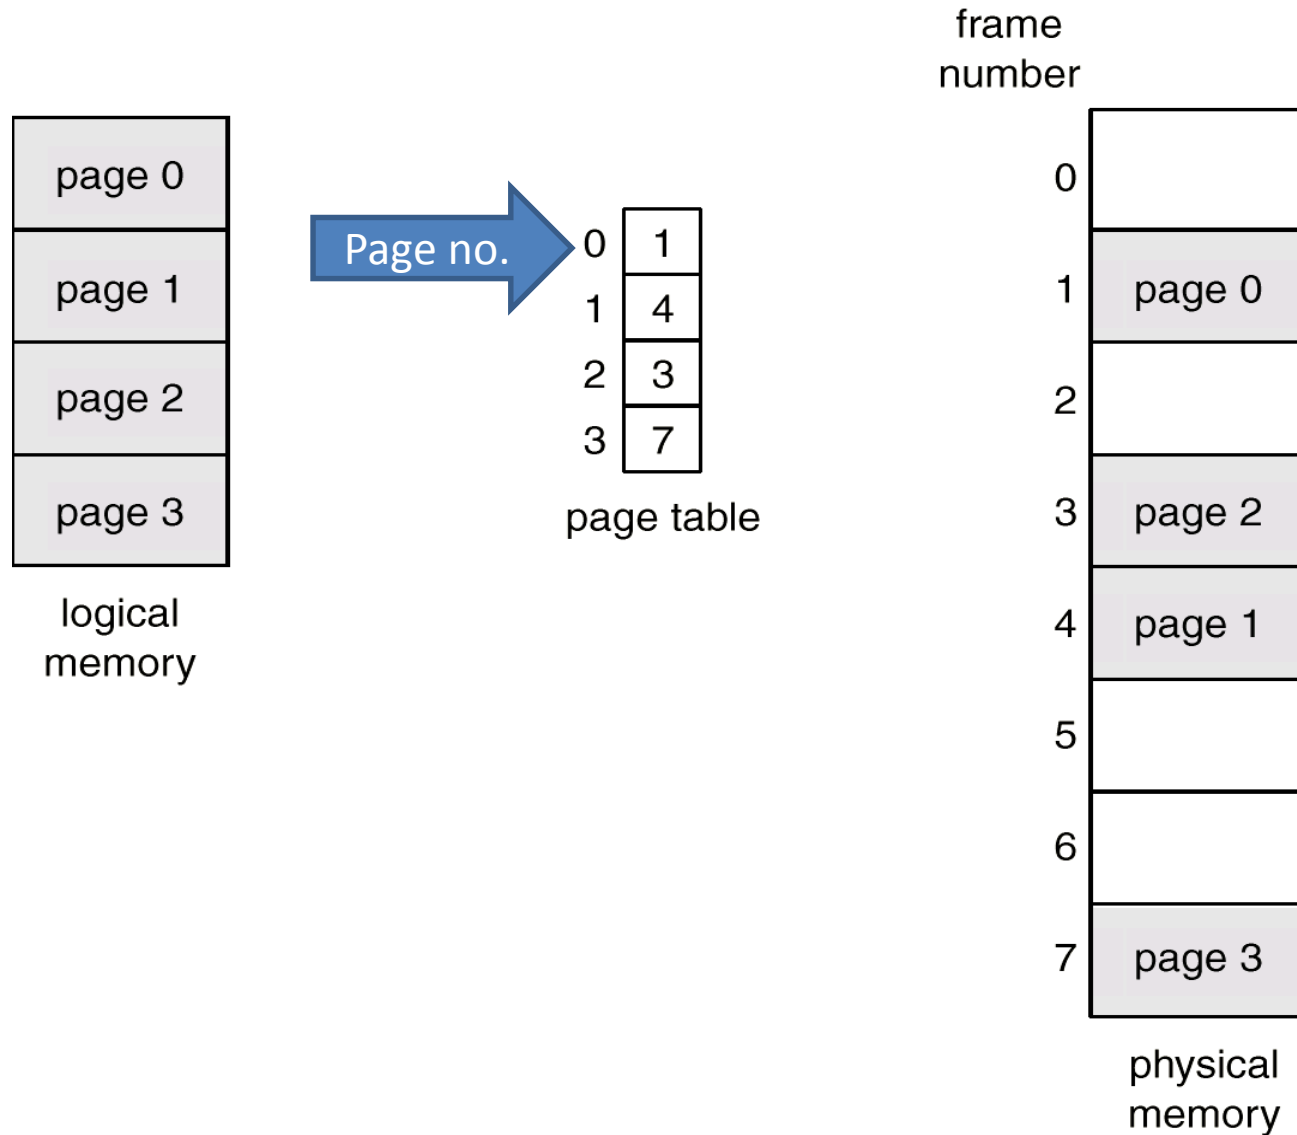 page 0
page 1
page 2
page 3
logical
memory
Page no.
0 1
1 4
2 3
3 7
page table
frame
number
0
1 page 0
2
3 page 2
4 page 1
5
6
7 page 3
physical
memory